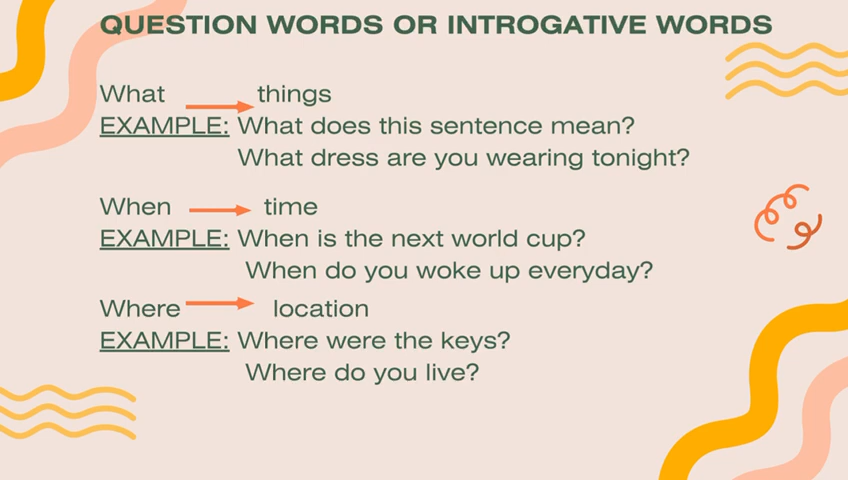 QUESTION WORDS OR INTROGATIVE WORDS
What things
EXAMPLE: What does this sentence mean?
What dress are you wearing tonight?
When time
EXAMPLE: When is the next world cup?
When do you woke up everyday?
Where location
EXAMPLE: Where were the keys?
Where do you live?